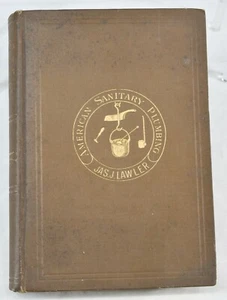 AMERICAN SANITARY PLUMBING
JAS J LAWLER